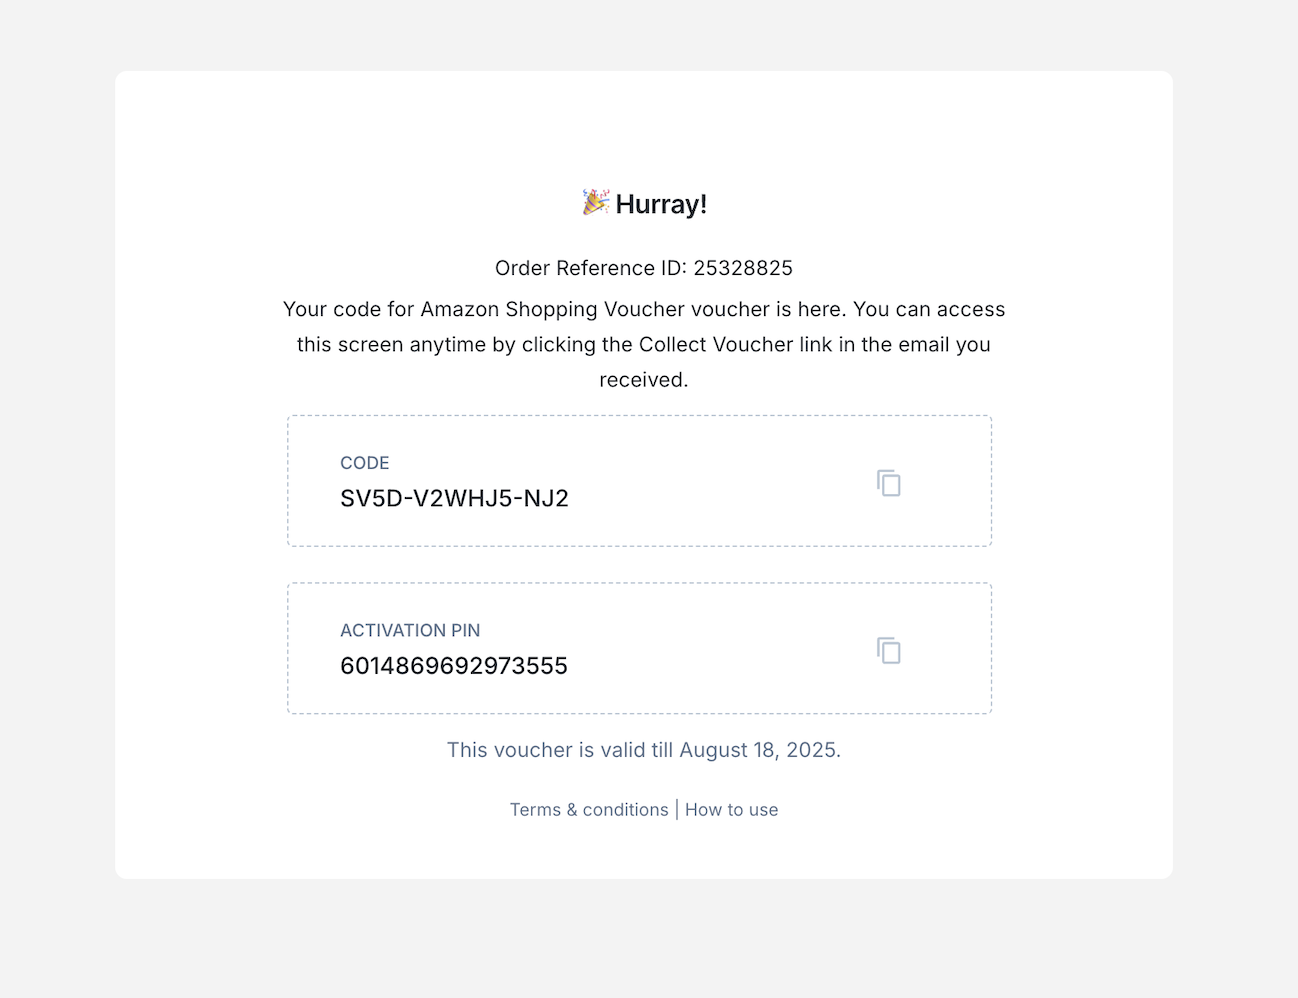 🎉 Hurray!
Order Reference ID: 25328825
Your code for Amazon Shopping Voucher voucher is here. You can access
this screen anytime by clicking the Collect Voucher link in the email you
received.
CODE
SV5D-V2WHJ5-NJ2
ACTIVATION PIN
6014869692973555
This voucher is valid till August 18, 2025.
Terms & conditions | How to use